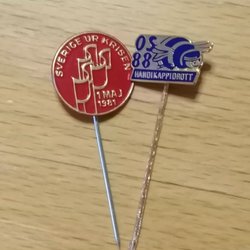 SVERIGE UR KRISEN
1 MAJ
1981
OS
88
HANDIKAPPIDROTT